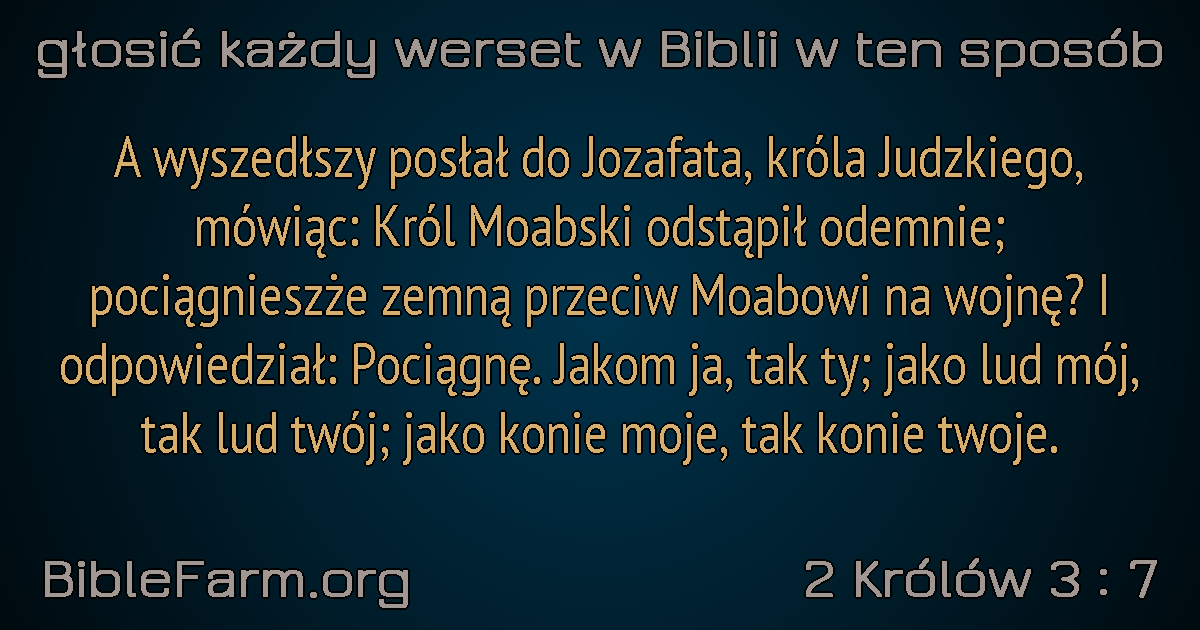 głosić każdy werset w Biblii w ten sposób
A wyszedłszy posłał do Jozafata, króla Judzkiego,
mówiąc: Król Moabski odstąpił odemnie;
pociągnieszże zemną przeciw Moabowi na wojnę? I
odpowiedział: Pociągnę. Jakom ja, tak ty; jako lud mój,
tak lud twój; jako konie moje, tak konie twoje.
BibleFarm.org
2 Królów 3 : 7